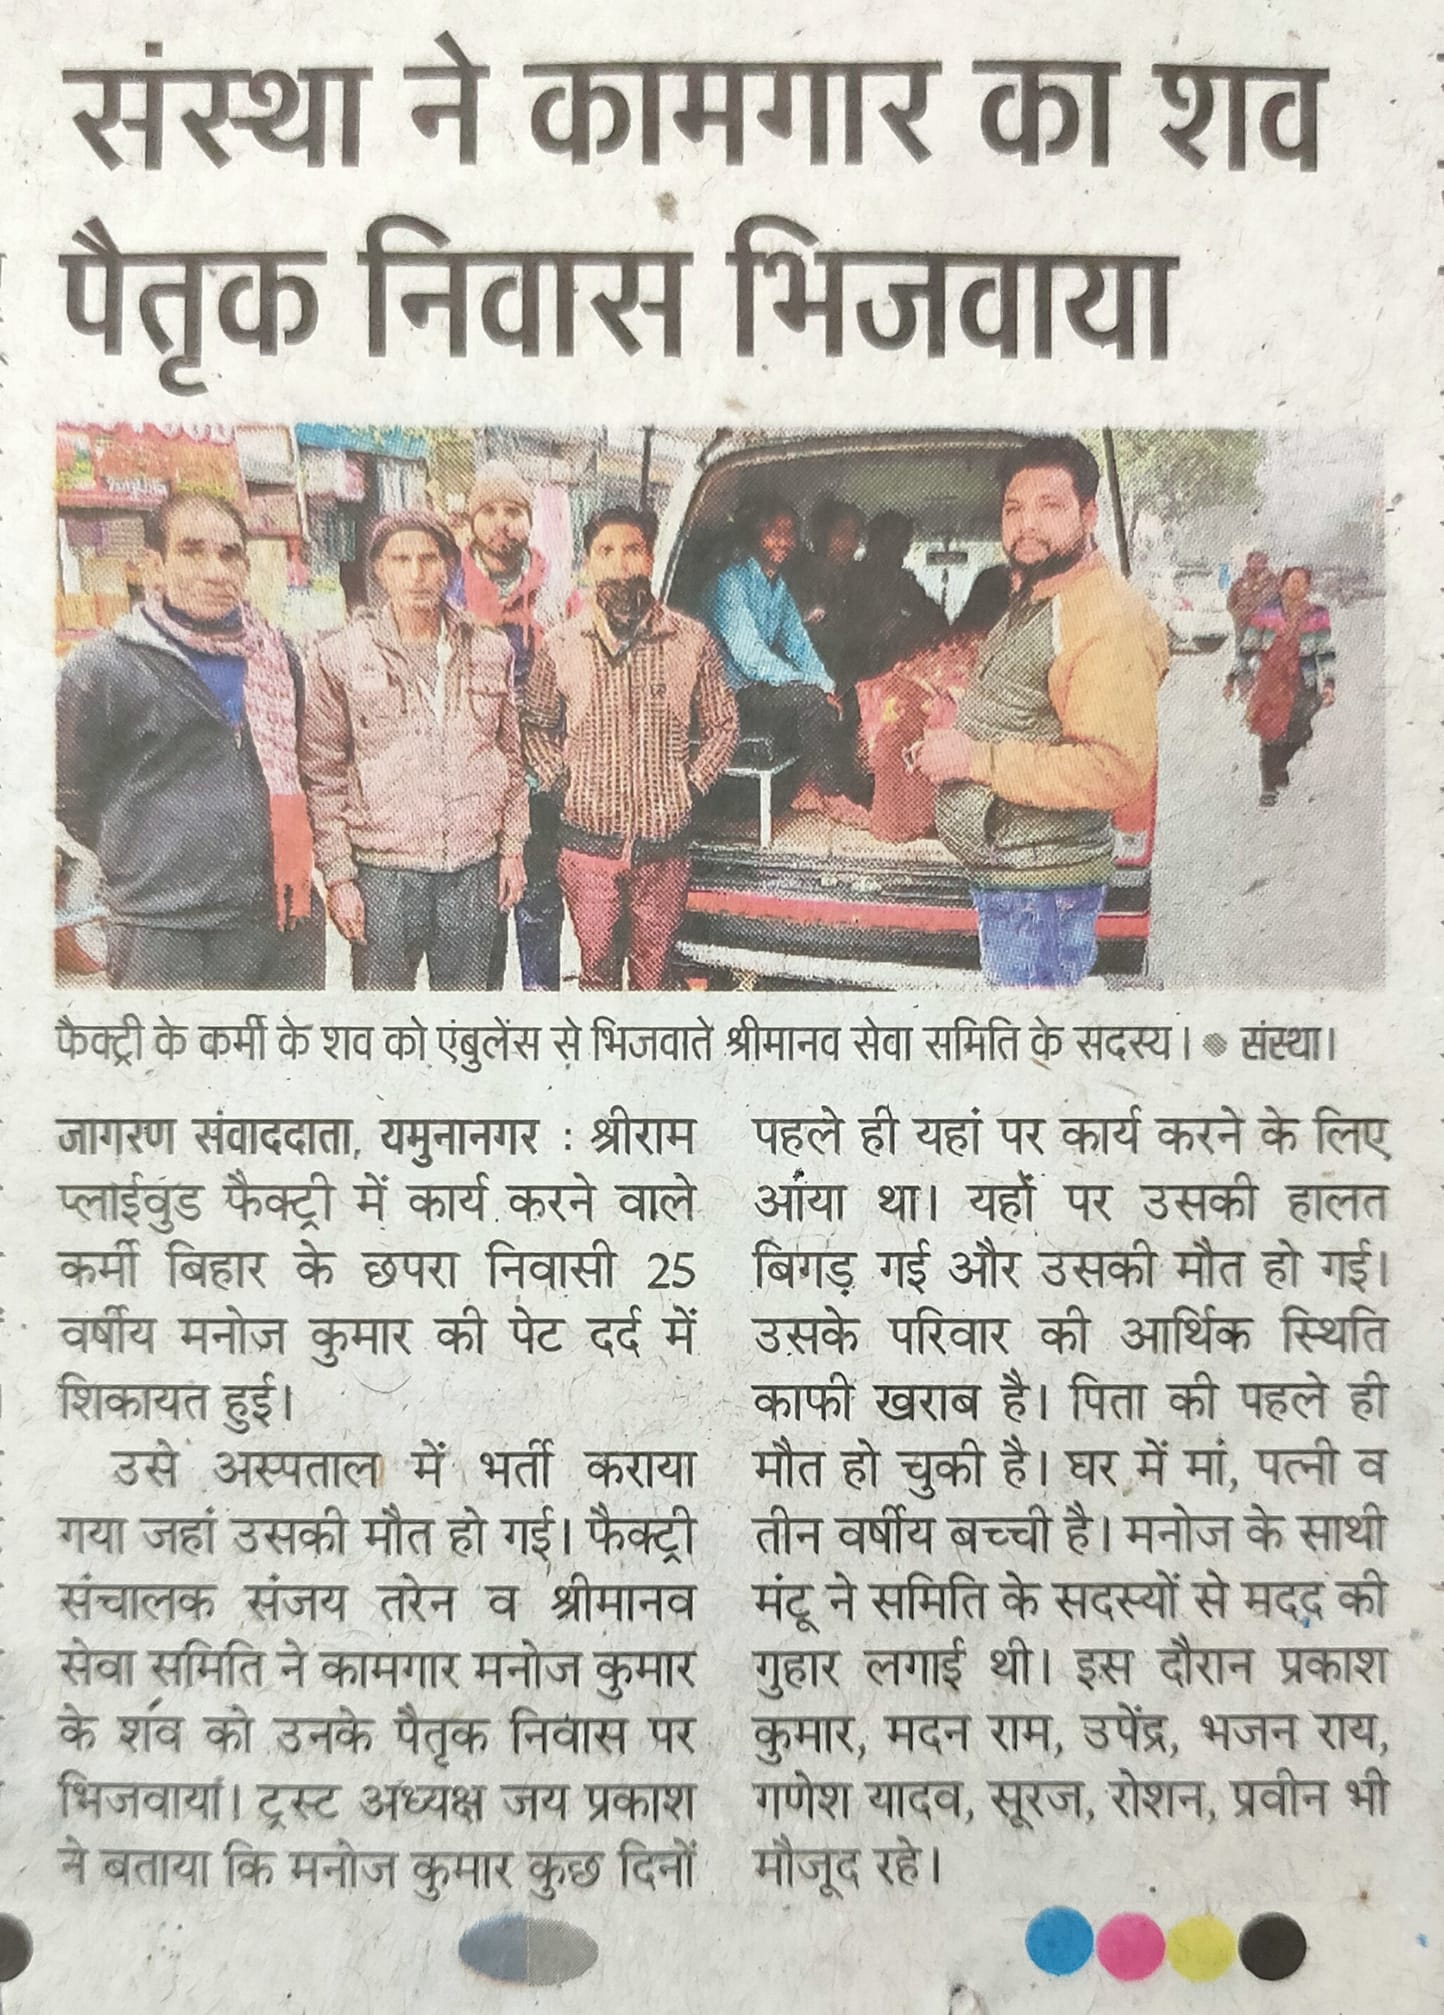 संस्था ने कामगार का शव
पैतृक निवास भिजवाया
फैक्ट्री के कर्मी के शव को एंबुलेंस से भिजवाते श्रीमानव सेवा समिति के सदस्य। ● संस्था।
जागरण संवाददाता, यमुनानगर : श्रीराम
प्लाईवुड फैक्ट्री में कार्य करने वाले
कर्मी बिहार के छपरा निवासी 25
वर्षीय मनोज कुमार की पेट दर्द में
शिकायत हुई।
उसे अस्पताल में भर्ती कराया
गया जहां उसकी मौत हो गई। फैक्ट्री
संचालक संजय तरेन व श्रीमानव
सेवा समिति ने कामगार मनोज कुमार
के शव को उनके पैतृक निवास पर
भिजवाया। ट्रस्ट अध्यक्ष जय प्रकाश
ने बताया कि मनोज कुमार कुछ दिनों
पहले ही यहां पर कार्य करने के लिए
आया था। यहां पर उसकी हालत
बिगड़ गई और उसकी मौत हो गई।
उसके परिवार की आर्थिक स्थिति
काफी खराब है। पिता की पहले ही
मौत हो चुकी है। घर में मां, पत्नी व
तीन वर्षीय बच्ची है। मनोज के साथी
मंटू ने समिति के सदस्यों से मदद की
गुहार लगाई थी। इस दौरान प्रकाश
कुमार, मदन राम, उपेंद्र, भजन राय,
गणेश यादव, सूरज, रोशन, प्रवीन भी
मौजूद रहे।